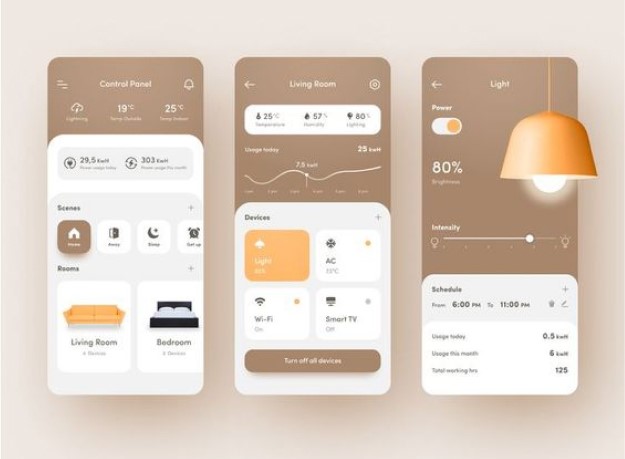 Control Panel
19°C
25°C
Lightning
Temp Outside
Temp Indoor
29,5 kwH
Power usage today
303 kwH
Power usage this month
Scenes
Home
Away
Sleep
Get up
Rooms
Living Room
4 Devices
Bedroom
Devices
Living Room
25°C
57%
80%
Temperature
Humidity
Lighting
Usage today
25 kwH
7,5 kwH
Devices
Light
80%
AC
Wi-Fi
On
Smart TV
Off
Turn off all devices
Light
Power
80%
Brightness
Intensity
Schedule
From 6:00 PM To 11:00 PM
Usage today
0.5 kwH
Usage this month
6 kwH
Total working hrs
125